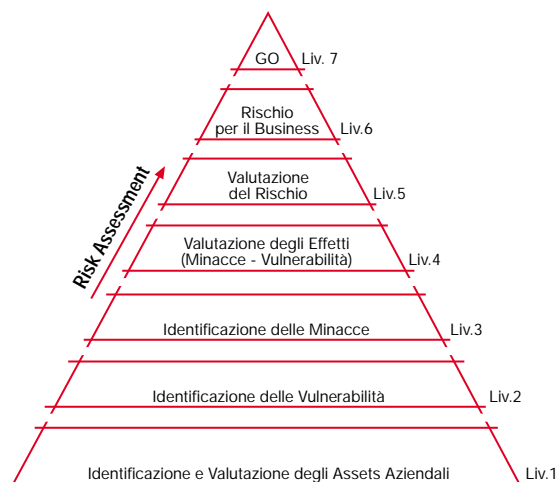 GO Liv. 7
Rischio
per il Business Liv.6
Valutazione
del Rischio Liv.5
Risk Assessment
Valutazione degli Effetti
(Minacce - Vulnerabilità) Liv.4
Identificazione delle Minacce Liv.3
Identificazione delle Vulnerabilità Liv.2
Identificazione e Valutazione degli Assets Aziendali Liv.1